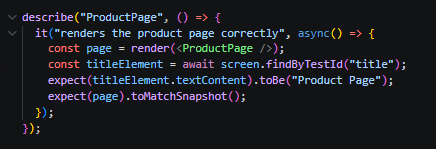 describe("ProductPage", () => {
it("renders the product page correctly", async() => {
const page = render(<ProductPage />);
const titleElement = await screen.findByTestId("title");
expect(titleElement.textContent).toBe("Product Page");
expect(page).toMatchSnapshot();
});
});